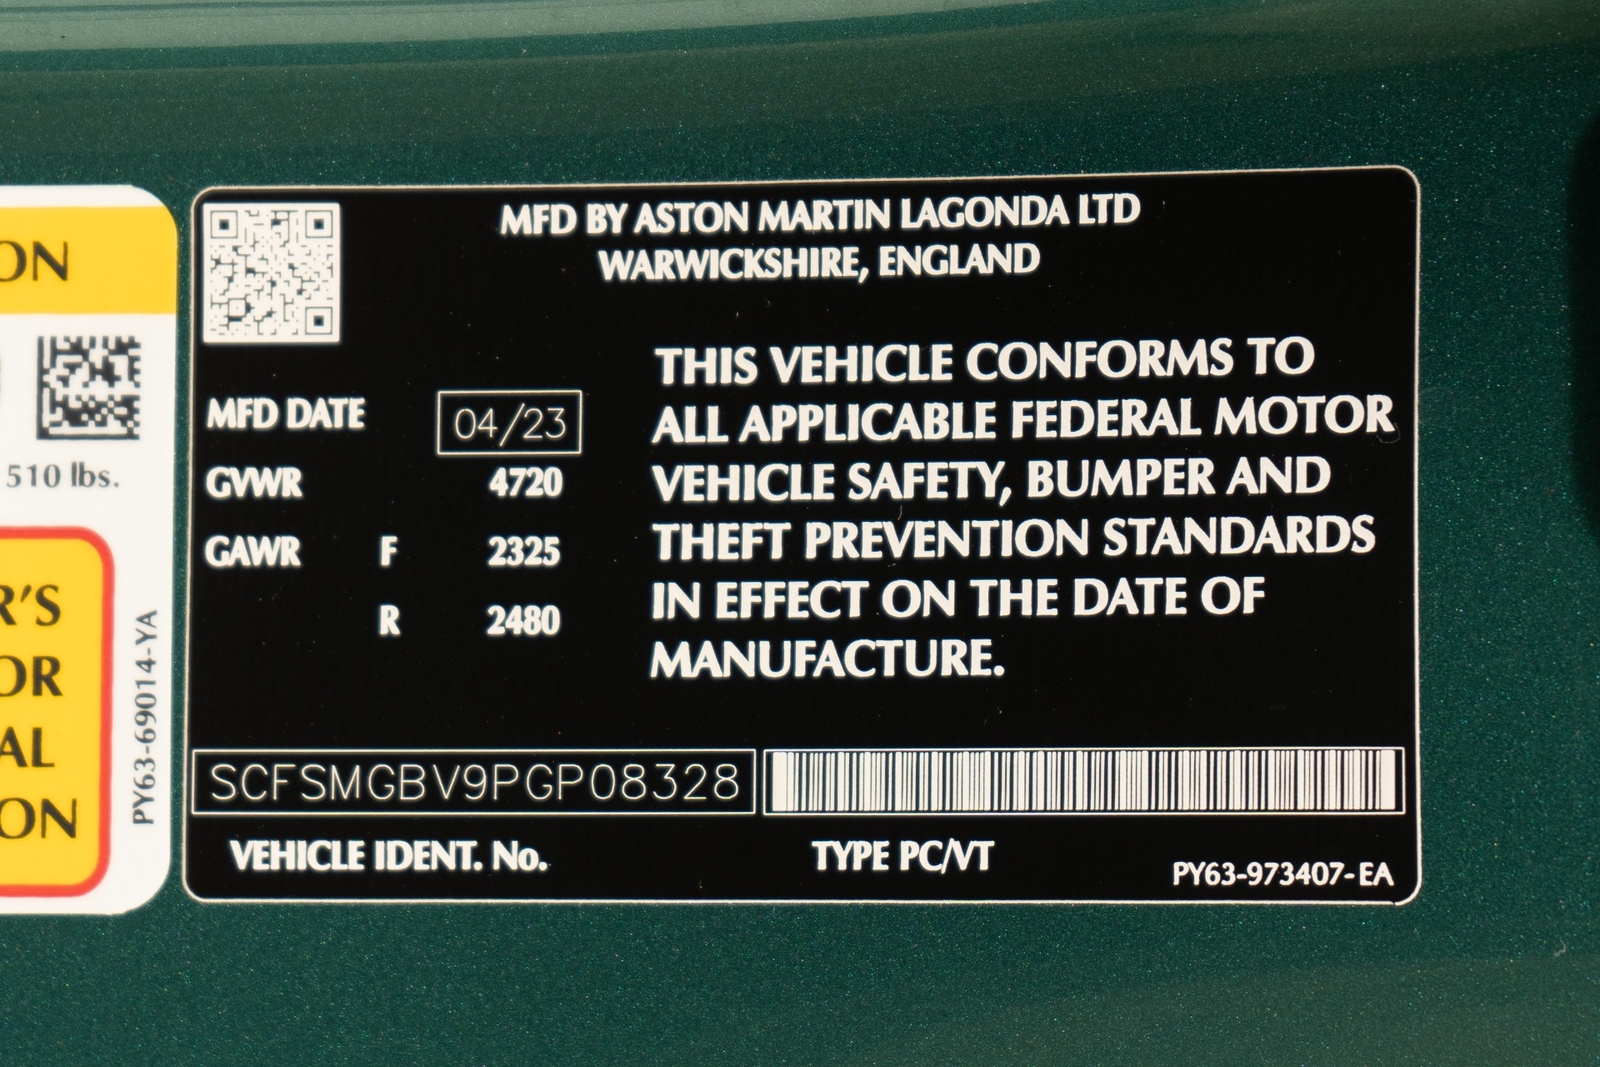 ON
510 lbs.
R'S
OR
AL
ON
PY63-69014-YA
MFD BY ASTON MARTIN LAGONDA LTD
WARWICKSHIRE, ENGLAND
MFD DATE 04/23
GVWR 4720
GAWR F 2325
R 2480
THIS VEHICLE CONFORMS TO
ALL APPLICABLE FEDERAL MOTOR
VEHICLE SAFETY, BUMPER AND
THEFT PREVENTION STANDARDS
IN EFFECT ON THE DATE OF
MANUFACTURE.
SCFSMGBV9PGP08328
VEHICLE IDENT. No.
TYPE PC/VT
PY63-973407-EA